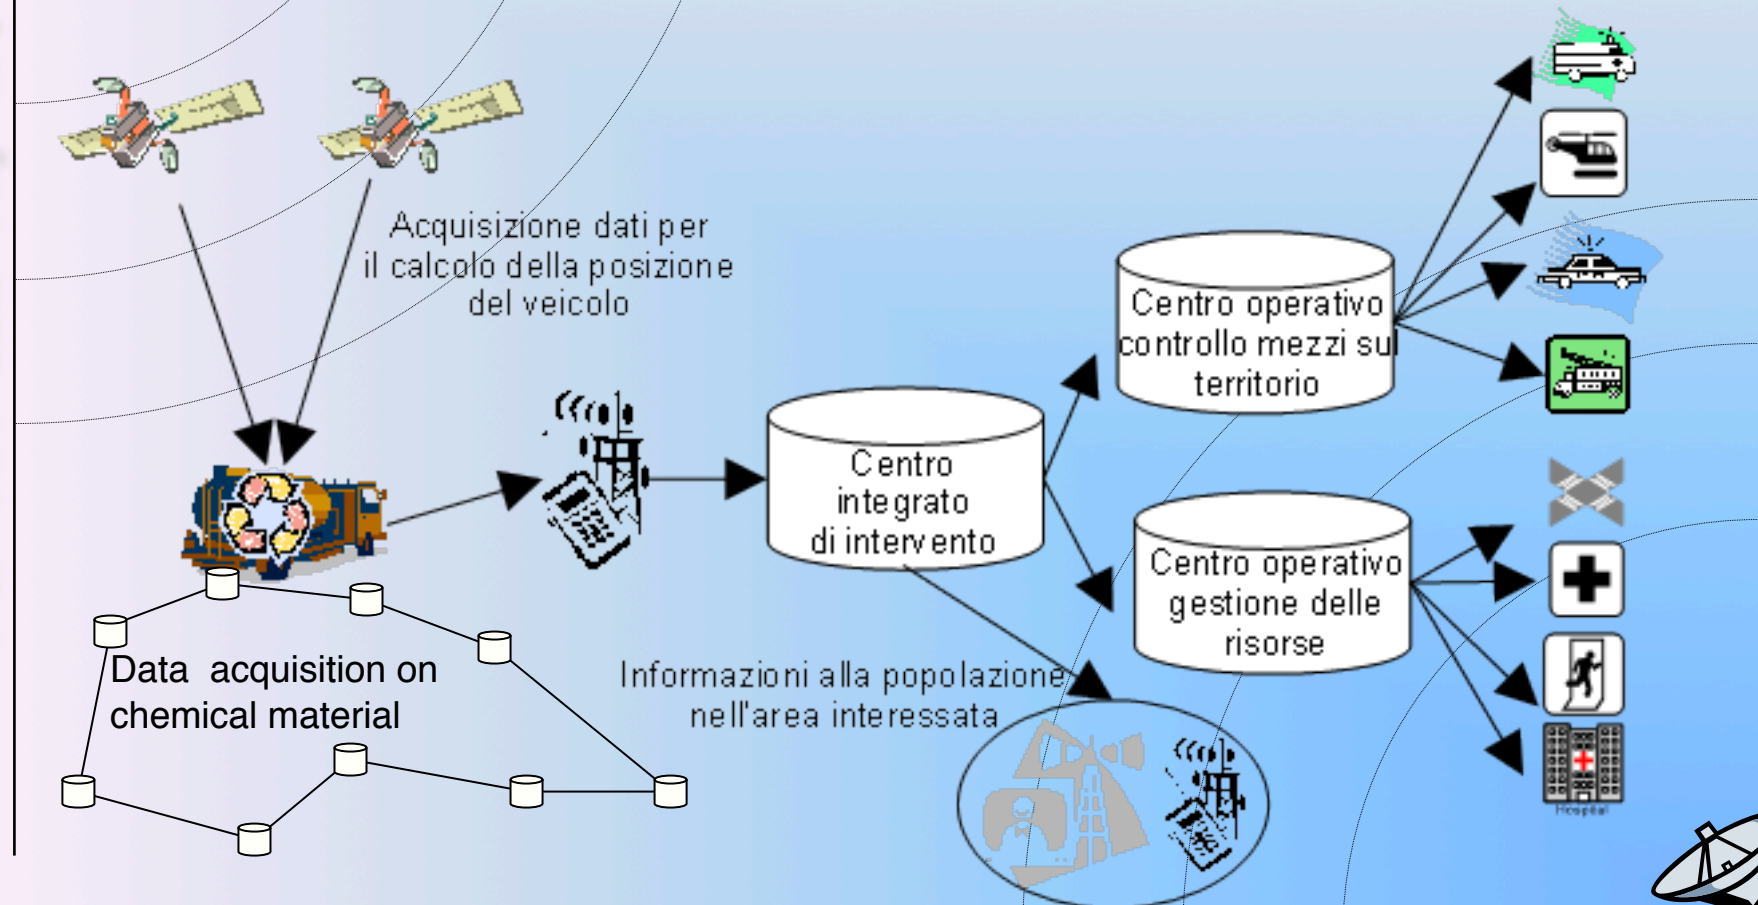 Acquisizione dati per
il calcolo della posizione
del veicolo
Centro operativo
controllo mezzi sul
territorio
Centro
integrato
di intervento
Centro operativo
gestione delle
risorse
Data acquisition on
chemical material
Informazioni alla popolazione
nell'area interessata
Hospital